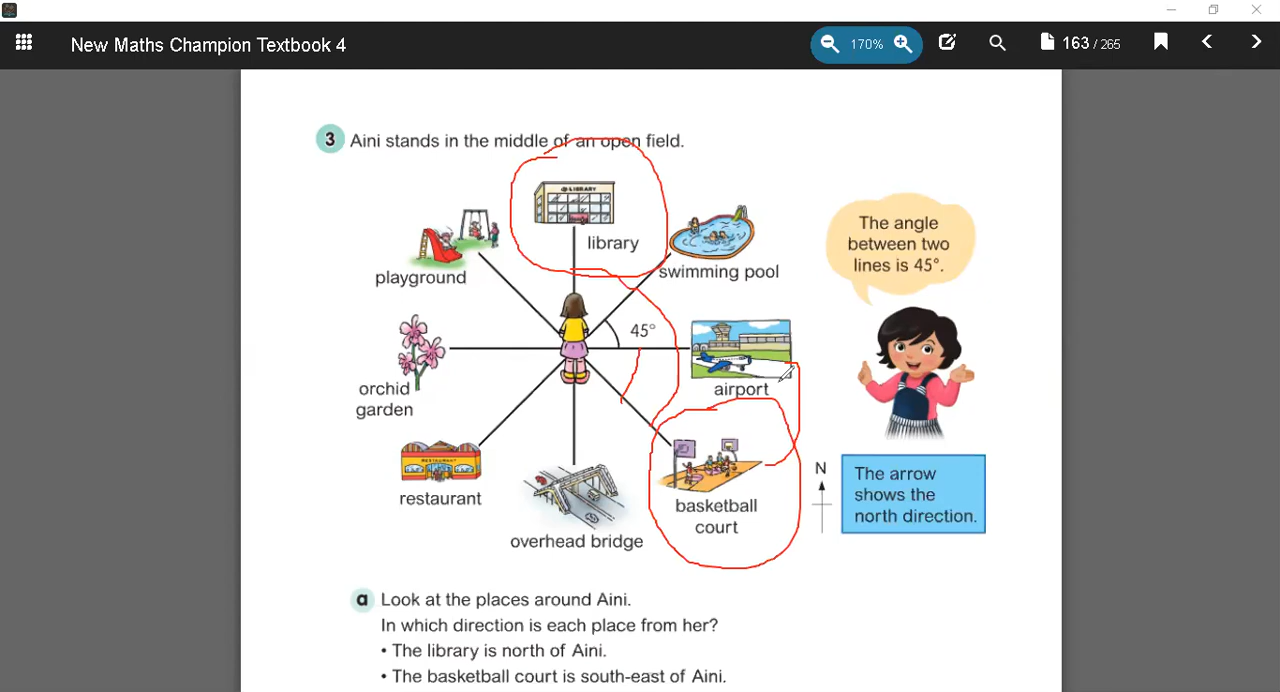 New Maths Champion Textbook 4
170%
163 / 265
3 Aini stands in the middle of an open field.
LIBRARY
library
swimming pool
playground
The angle
between two
lines is 45°.
45°
airport
orchid
garden
RESTAURANT
restaurant
basketball
court
overhead bridge
N
The arrow
shows the
north direction.
a Look at the places around Aini.
In which direction is each place from her?
• The library is north of Aini.
• The basketball court is south-east of Aini.